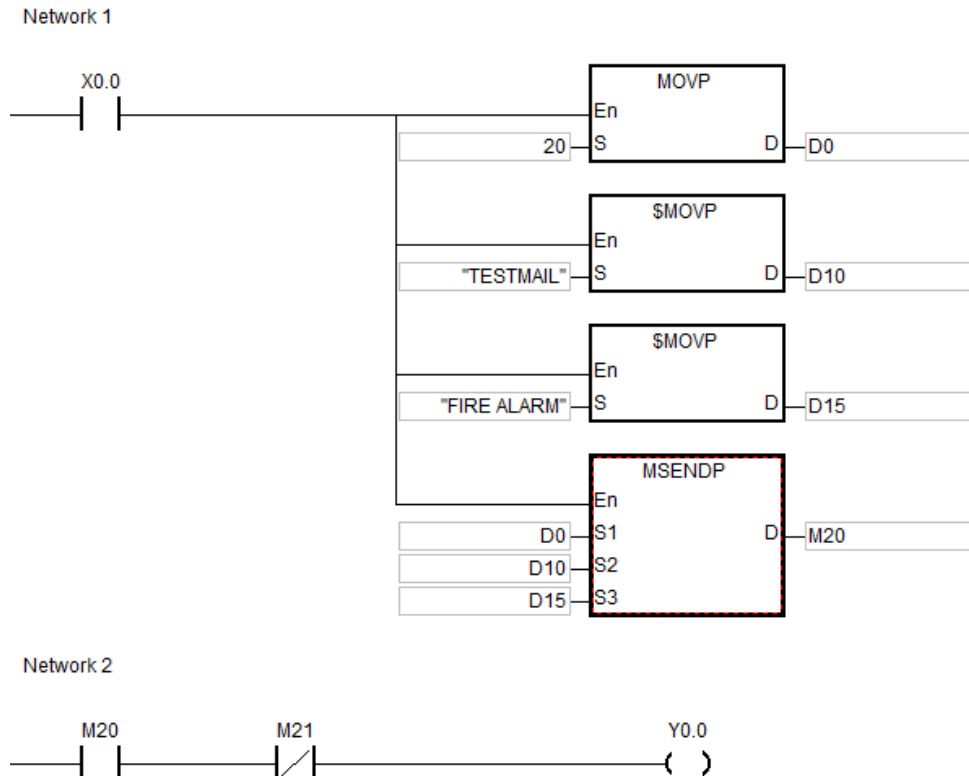 Network 1
X0.0
MOVP
En
20 S D D0
$MOVP
En
"TESTMAIL" S D D10
$MOVP
En
"FIRE ALARM" S D D15
MSENDP
En
D0 S1 D M20
D10 S2
D15 S3
Network 2
M20 M21 Y0.0